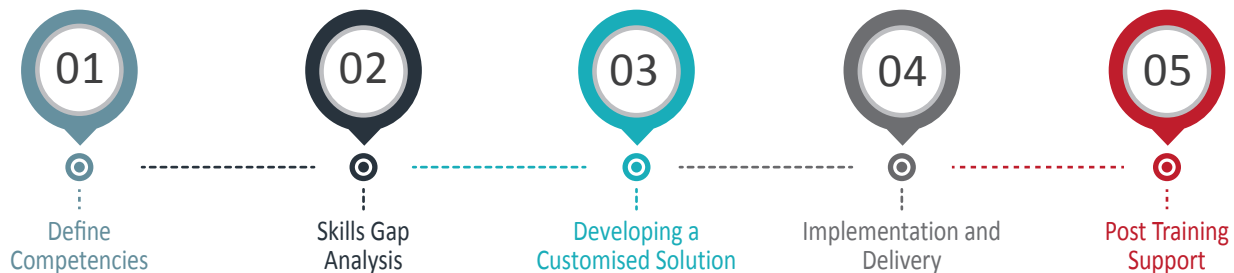 01
02
03
04
05
Define
Competencies
Skills Gap
Analysis
Developing a
Customised Solution
Implementation and
Delivery
Post Training
Support